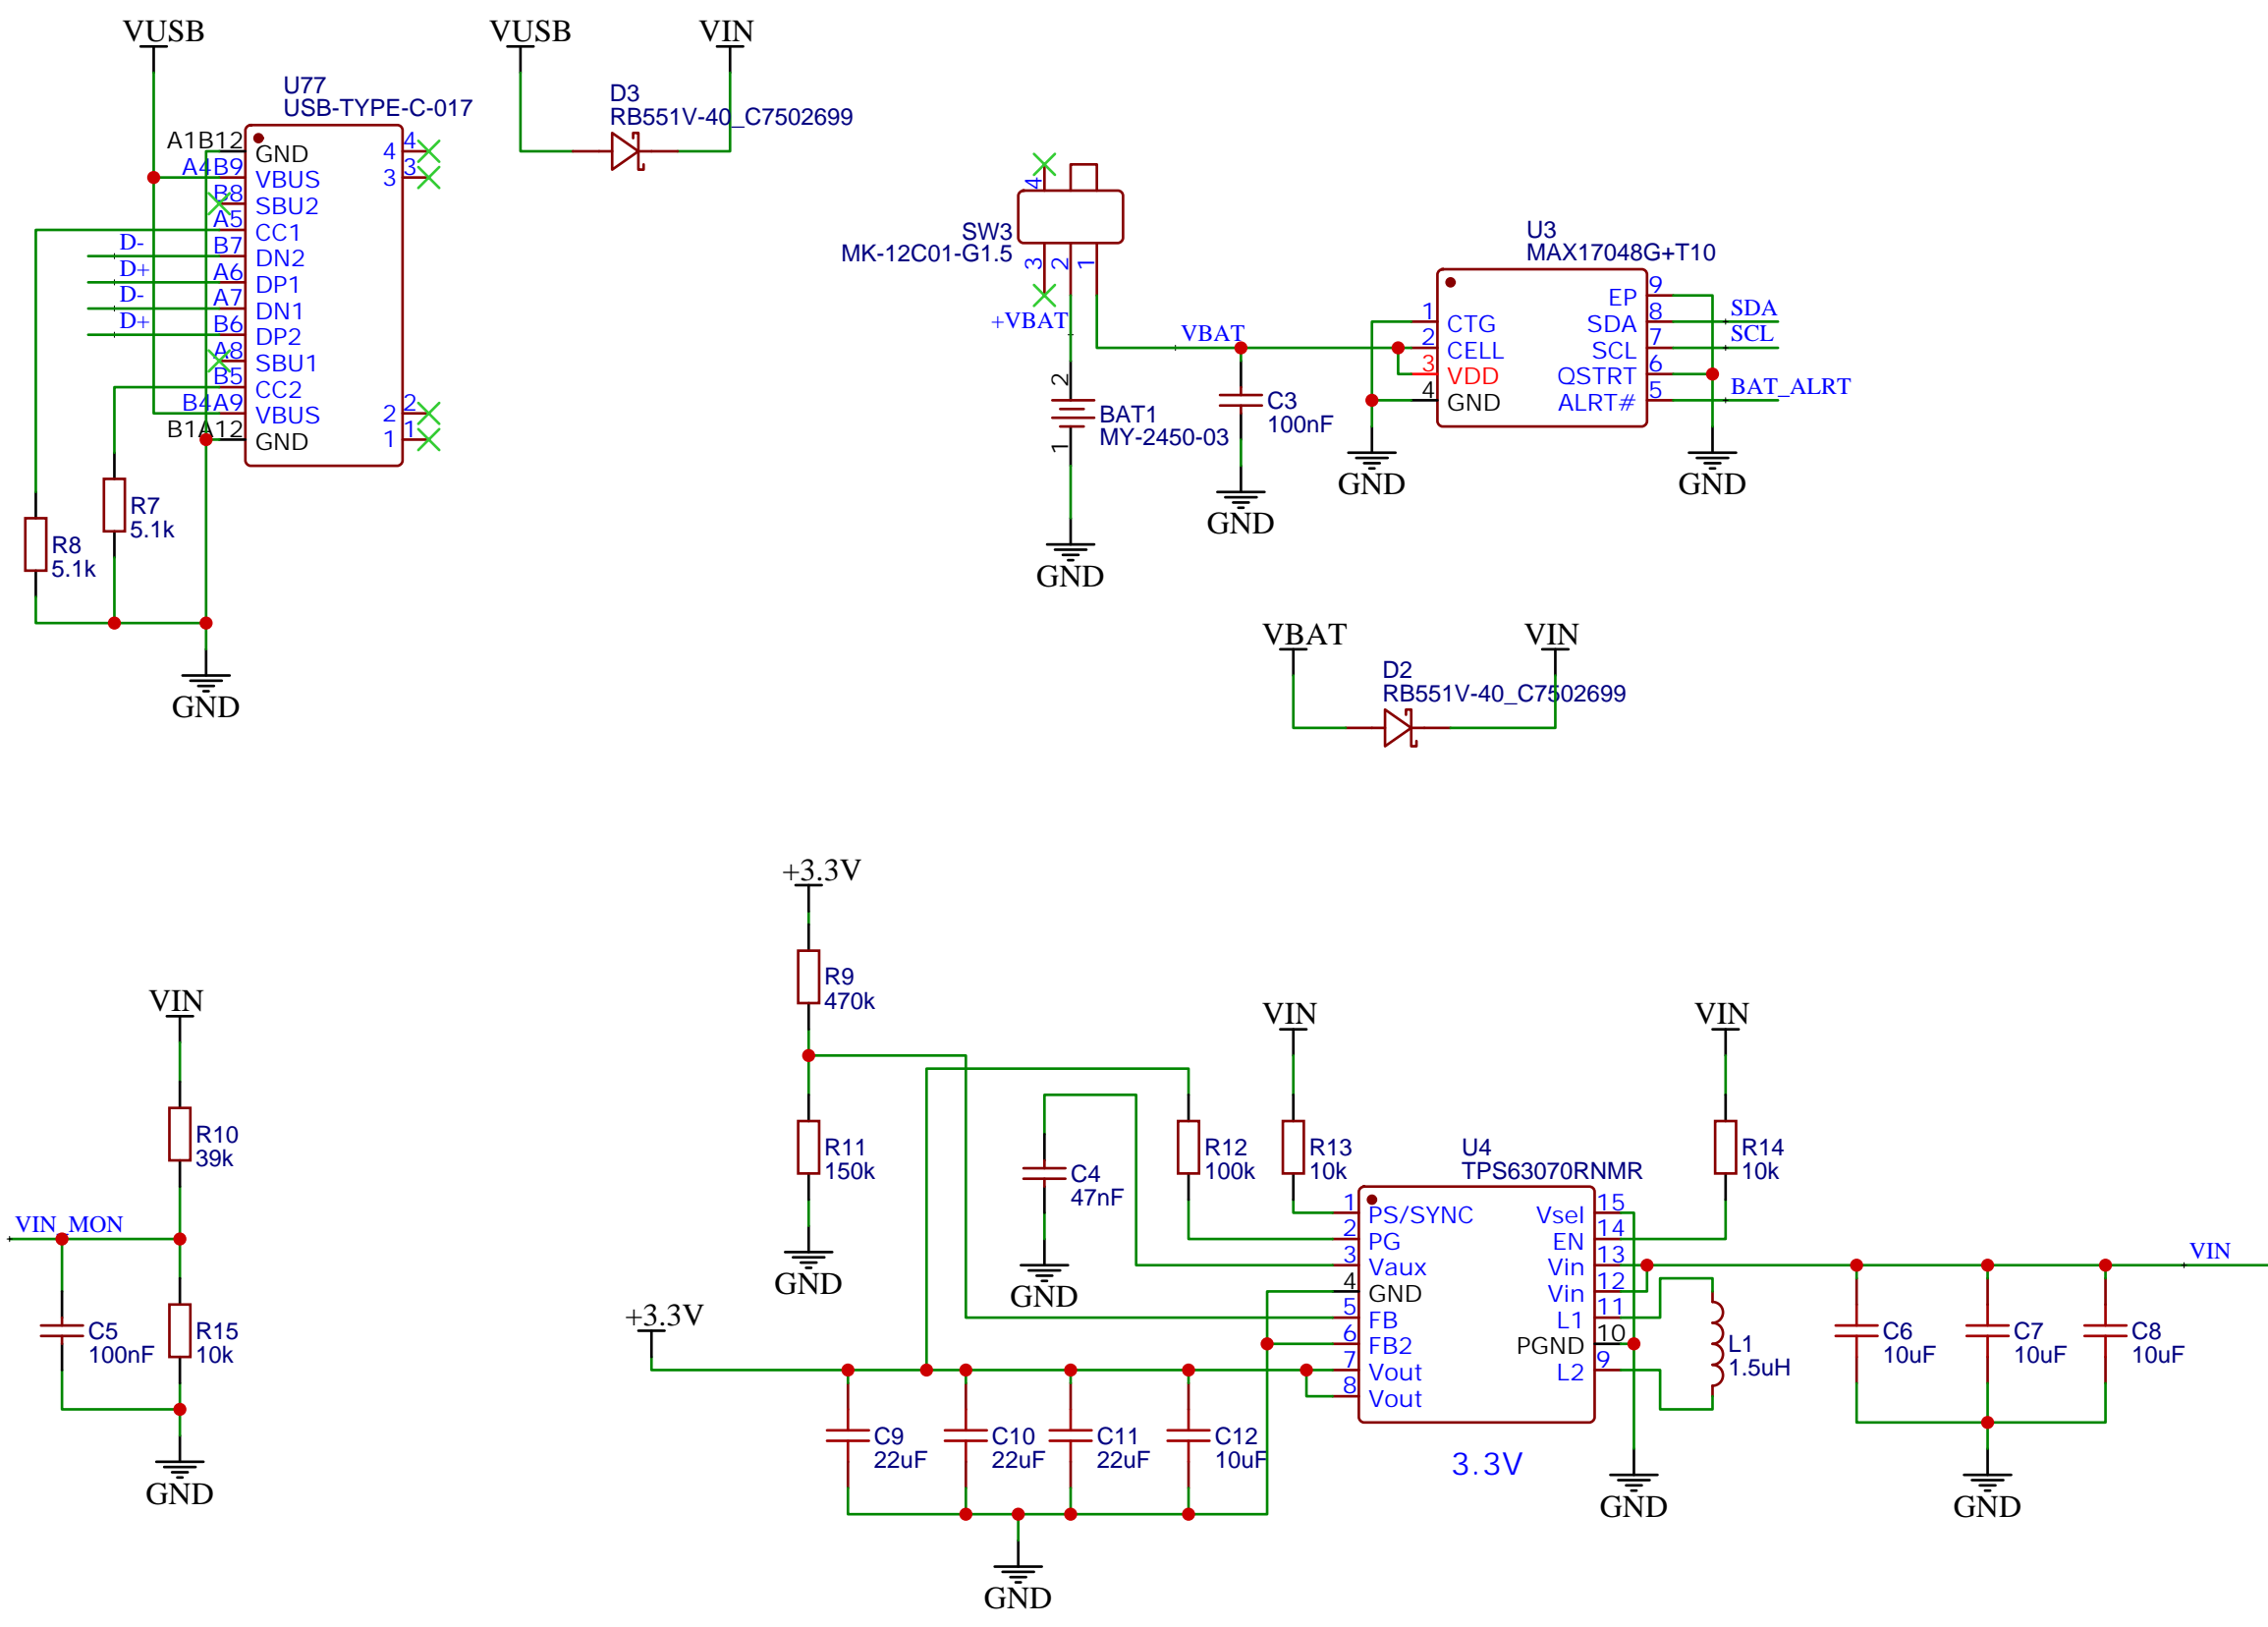 VUSB
U77
USB-TYPE-C-017
A1B12
GND
A4B9
VBUS
B8
SBU2
A5
CC1
D-
B7
DN2
D+
A6
DP1
D-
A7
DN1
D+
B6
DP2
A8
SBU1
B5
CC2
B4A9
VBUS
B1A12
GND
4
4
3
3
2
2
1
1
R7
5.1k
R8
5.1k
GND
VUSB
VIN
D3
RB551V-40_C7502699
4
SW3
MK-12C01-G1.5
3
2
1
+VBAT
VBAT
2
BAT1
MY-2450-03
1
GND
C3
100nF
GND
U3
MAX17048G+T10
1
CTG
2
CELL
3
VDD
4
GND
EP
9
SDA
8
SDA
SCL
7
SCL
QSTRT
6
ALRT#
5
BAT_ALRT
GND
GND
VBAT
VIN
D2
RB551V-40_C7502699
VIN
R10
39k
VIN_MON
C5
100nF
R15
10k
GND
+3.3V
R9
470k
R11
150k
GND
C4
47nF
GND
R12
100k
VIN
R13
10k
U4
TPS63070RNMR
1
PS/SYNC
2
PG
3
Vaux
4
GND
5
FB
6
FB2
7
Vout
8
Vout
Vsel
15
EN
14
Vin
13
Vin
12
L1
11
PGND
10
L2
9
3.3V
VIN
R14
10k
L1
1.5uH
GND
VIN
C6
10uF
C7
10uF
C8
10uF
GND
+3.3V
C9
22uF
C10
22uF
C11
22uF
C12
10uF
GND